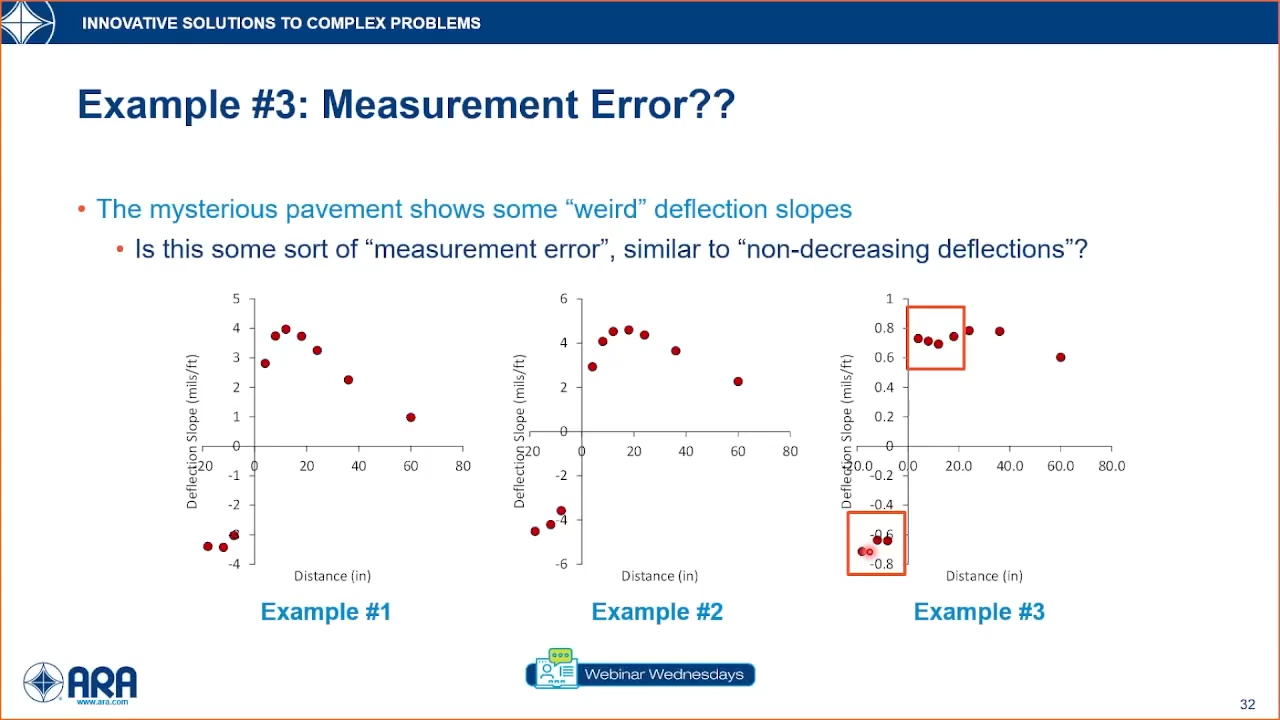 INNOVATIVE SOLUTIONS TO COMPLEX PROBLEMS
Example #3: Measurement Error??
• The mysterious pavement shows some “weird” deflection slopes
• Is this some sort of “measurement error”, similar to “non-decreasing deflections”?
5
4
3
2
1
0
-1
-2
-3
-4
-20
0
20
40
60
80
Deflection Slope (mils/ft)
Distance (in)
Example #1
6
4
2
0
-2
-4
-6
-20
0
20
40
60
80
Deflection Slope (mils/ft)
Distance (in)
Example #2
1
0.8
0.6
0.4
0.2
0
-0.2
-0.4
-0.6
-0.8
-20.0
0.0
20.0
40.0
60.0
80.0
Deflection Slope (mils/ft)
Distance (in)
Example #3
ARA
www.ara.com
Webinar Wednesdays
32